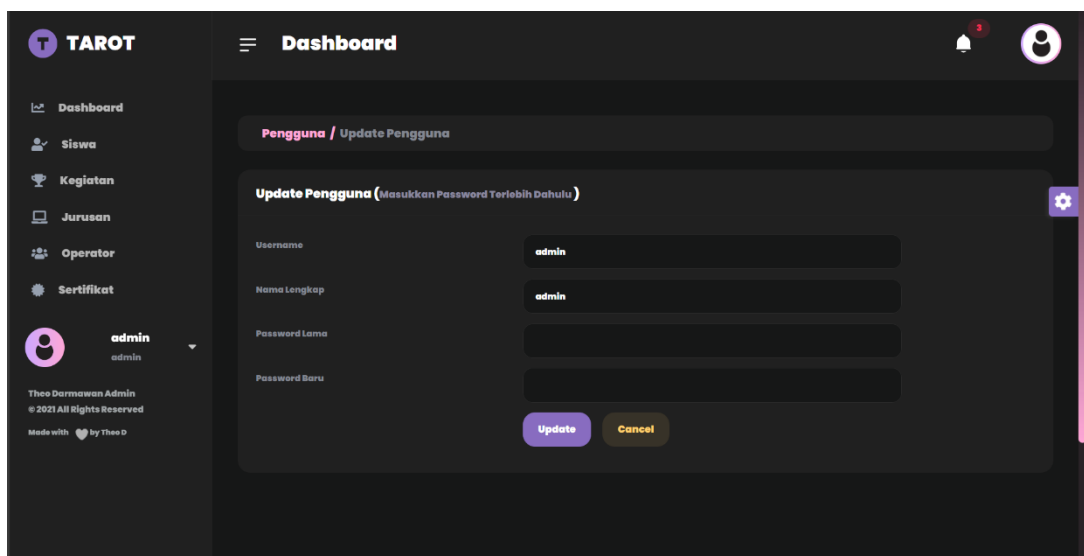 T TAROT
Dashboard
3
Dashboard
Siswa
Kegiatan
Jurusan
Operator
Sertifikat
admin
admin
Theo Darmawan Admin
© 2021 All Rights Reserved
Made with by Theo D
Pengguna / Update Pengguna
Update Pengguna (Masukkan Password Terlebih Dahulu )
Username
admin
Nama Lengkap
admin
Password Lama
Password Baru
Update
Cancel